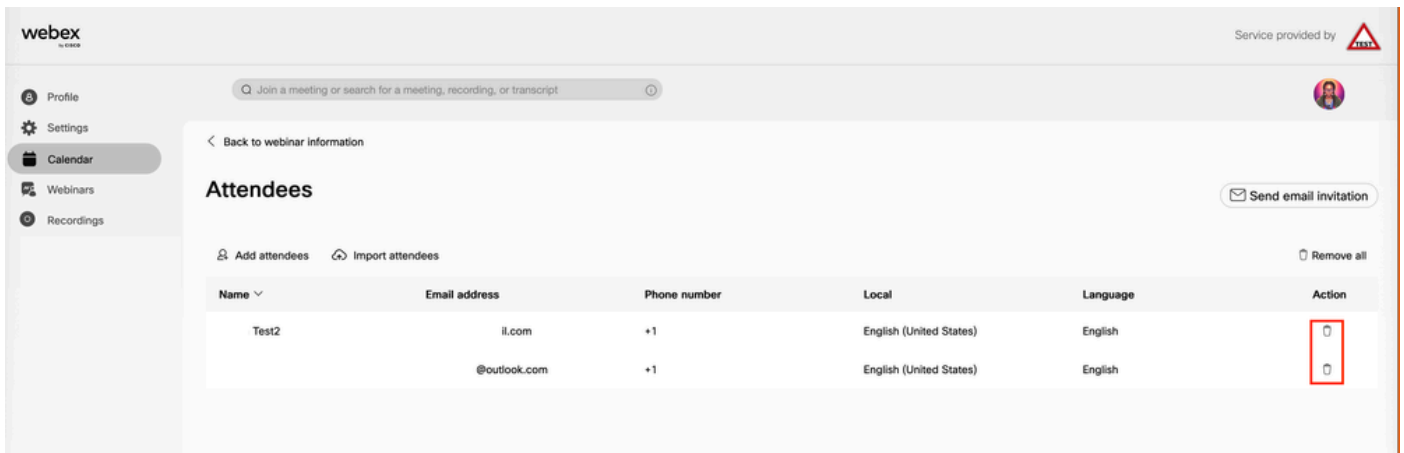 webex
by CISCO
Service provided by
TEST
Profile
Settings
Calendar
Webinars
Recordings
Join a meeting or search for a meeting, recording, or transcript
Back to webinar information
Attendees
Send email invitation
Add attendees Import attendees Remove all
Name Email address Phone number Local Language Action
Test2 il.com +1 English (United States) English
@outlook.com +1 English (United States) English